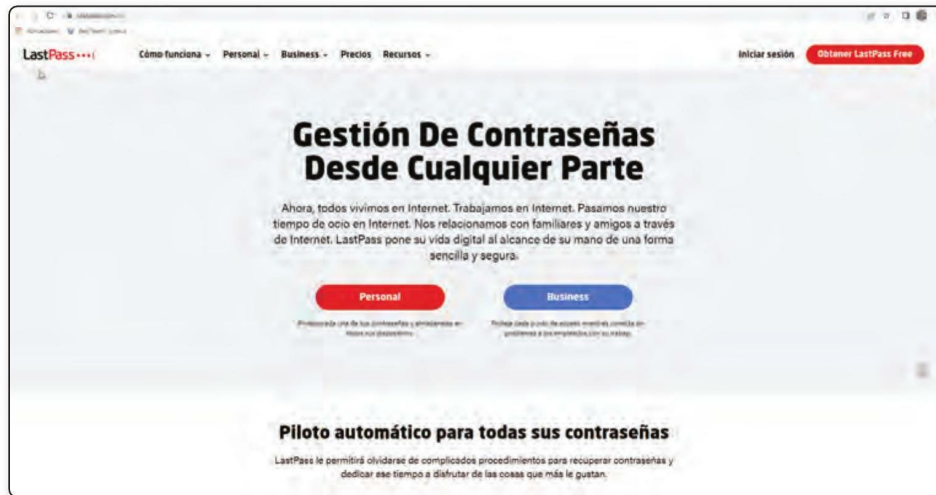 LastPass
Cómo funciona Personal Business Precios Recursos
Iniciar sesión Obtener LastPass Free
Gestión De Contraseñas
Desde Cualquier Parte
Ahora, todos vivimos en Internet. Trabajamos en Internet. Pasamos nuestro
tiempo de ocio en Internet. Nos relacionamos con familiares y amigos a través
de Internet. LastPass pone su vida digital al alcance de su mano de una forma
sencilla y segura.
Personal
Business
Piloto automático para todas sus contraseñas
LastPass le permitirá olvidarse de complicados procedimientos para recuperar contraseñas y
dedicar ese tiempo a disfrutar de las cosas que más le gustan.